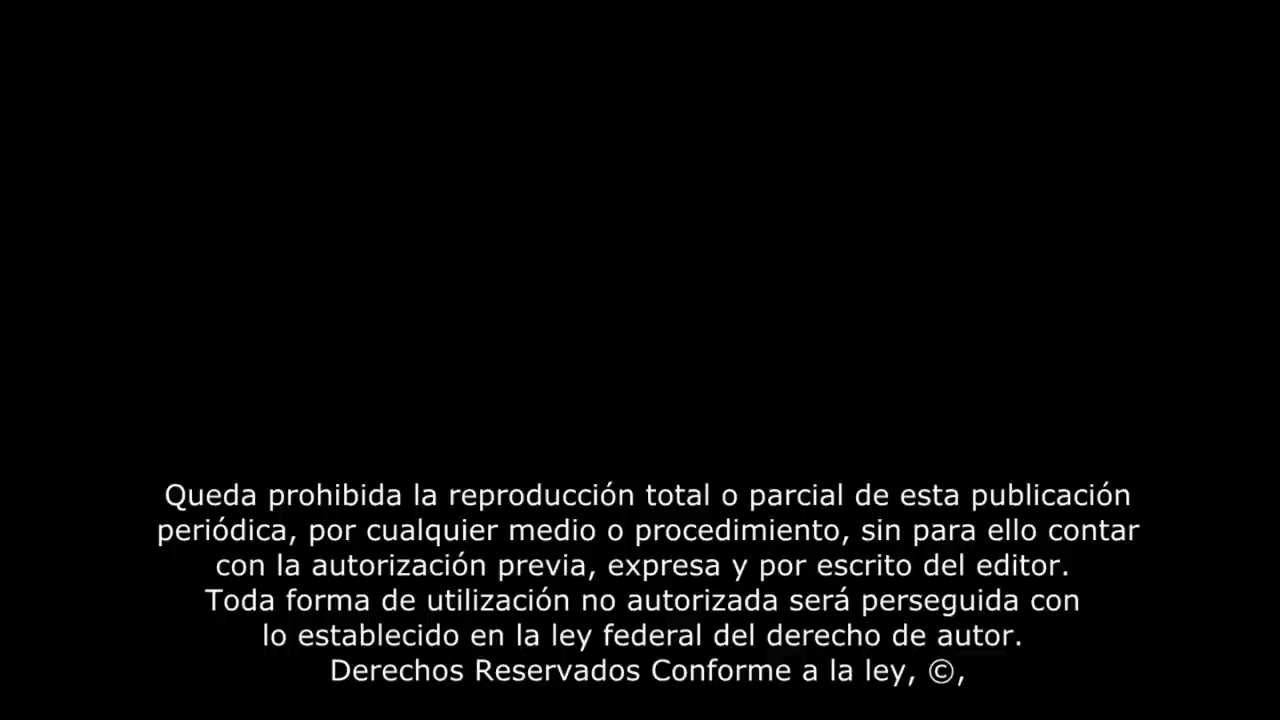 Queda prohibida la reproducción total o parcial de esta publicación
periódica, por cualquier medio o procedimiento, sin para ello contar
con la autorización previa, expresa y por escrito del editor.
Toda forma de utilización no autorizada será perseguida con
lo establecido en la ley federal del derecho de autor.
Derechos Reservados Conforme a la ley, ©,